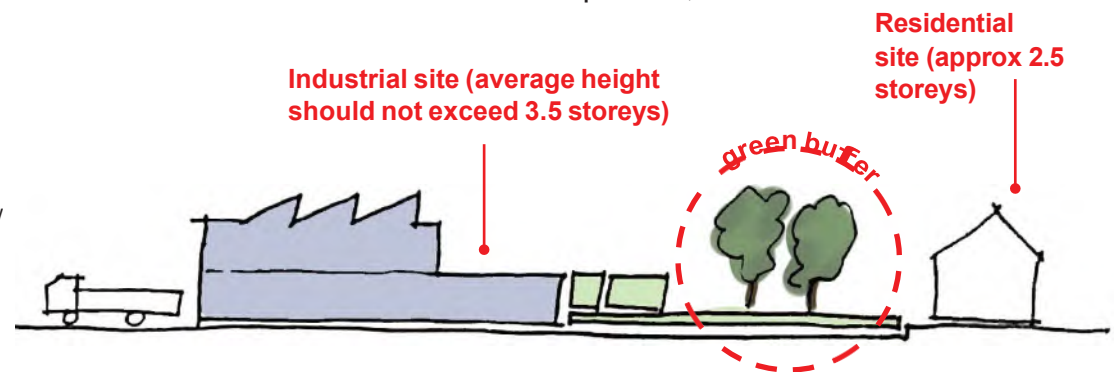 Residential
site (approx 2.5
storeys)
Industrial site (average height
should not exceed 3.5 storeys)
green buffer